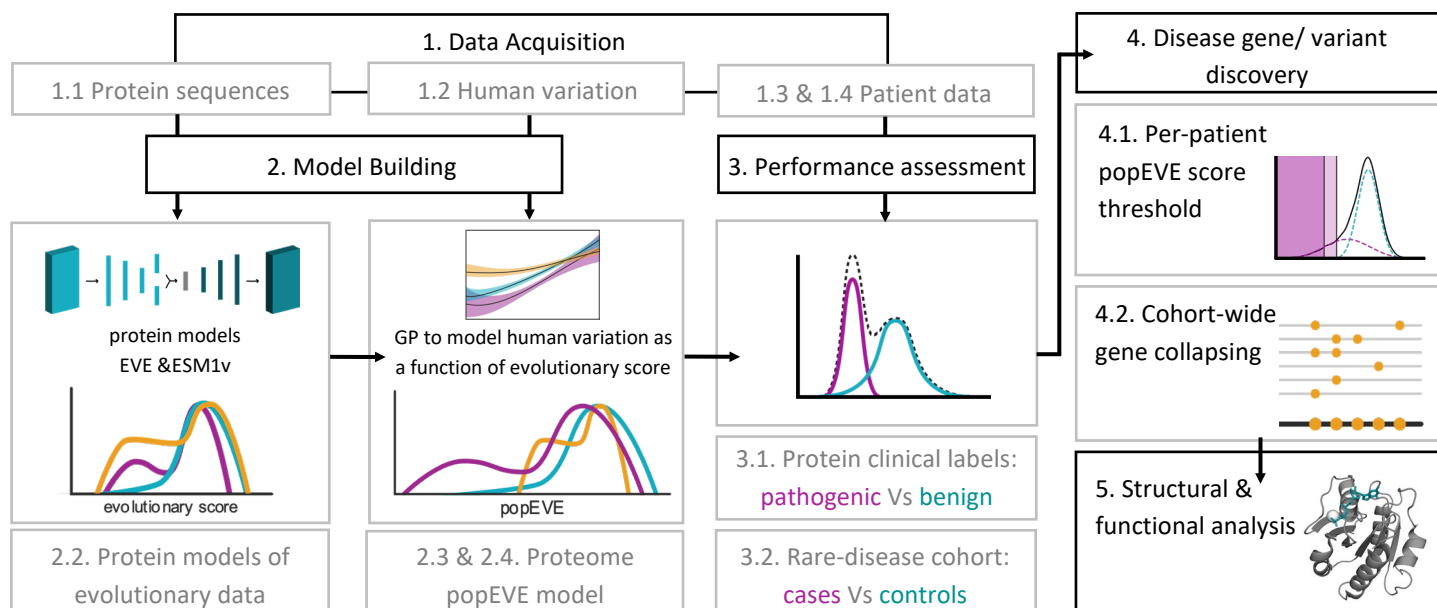 1. Data Acquisition
1.1 Protein sequences
1.2 Human variation
1.3 & 1.4 Patient data
2. Model Building
3. Performance assessment
protein models
EVE &ESM1v
evolutionary score
2.2. Protein models of
evolutionary data
GP to model human variation as
a function of evolutionary score
popEVE
2.3 & 2.4. Proteome
popEVE model
3.1. Protein clinical labels:
pathogenic Vs benign
3.2. Rare-disease cohort:
cases Vs controls
4. Disease gene/ variant
discovery
4.1. Per-patient
popEVE score
threshold
4.2. Cohort-wide
gene collapsing
5. Structural &
functional analysis